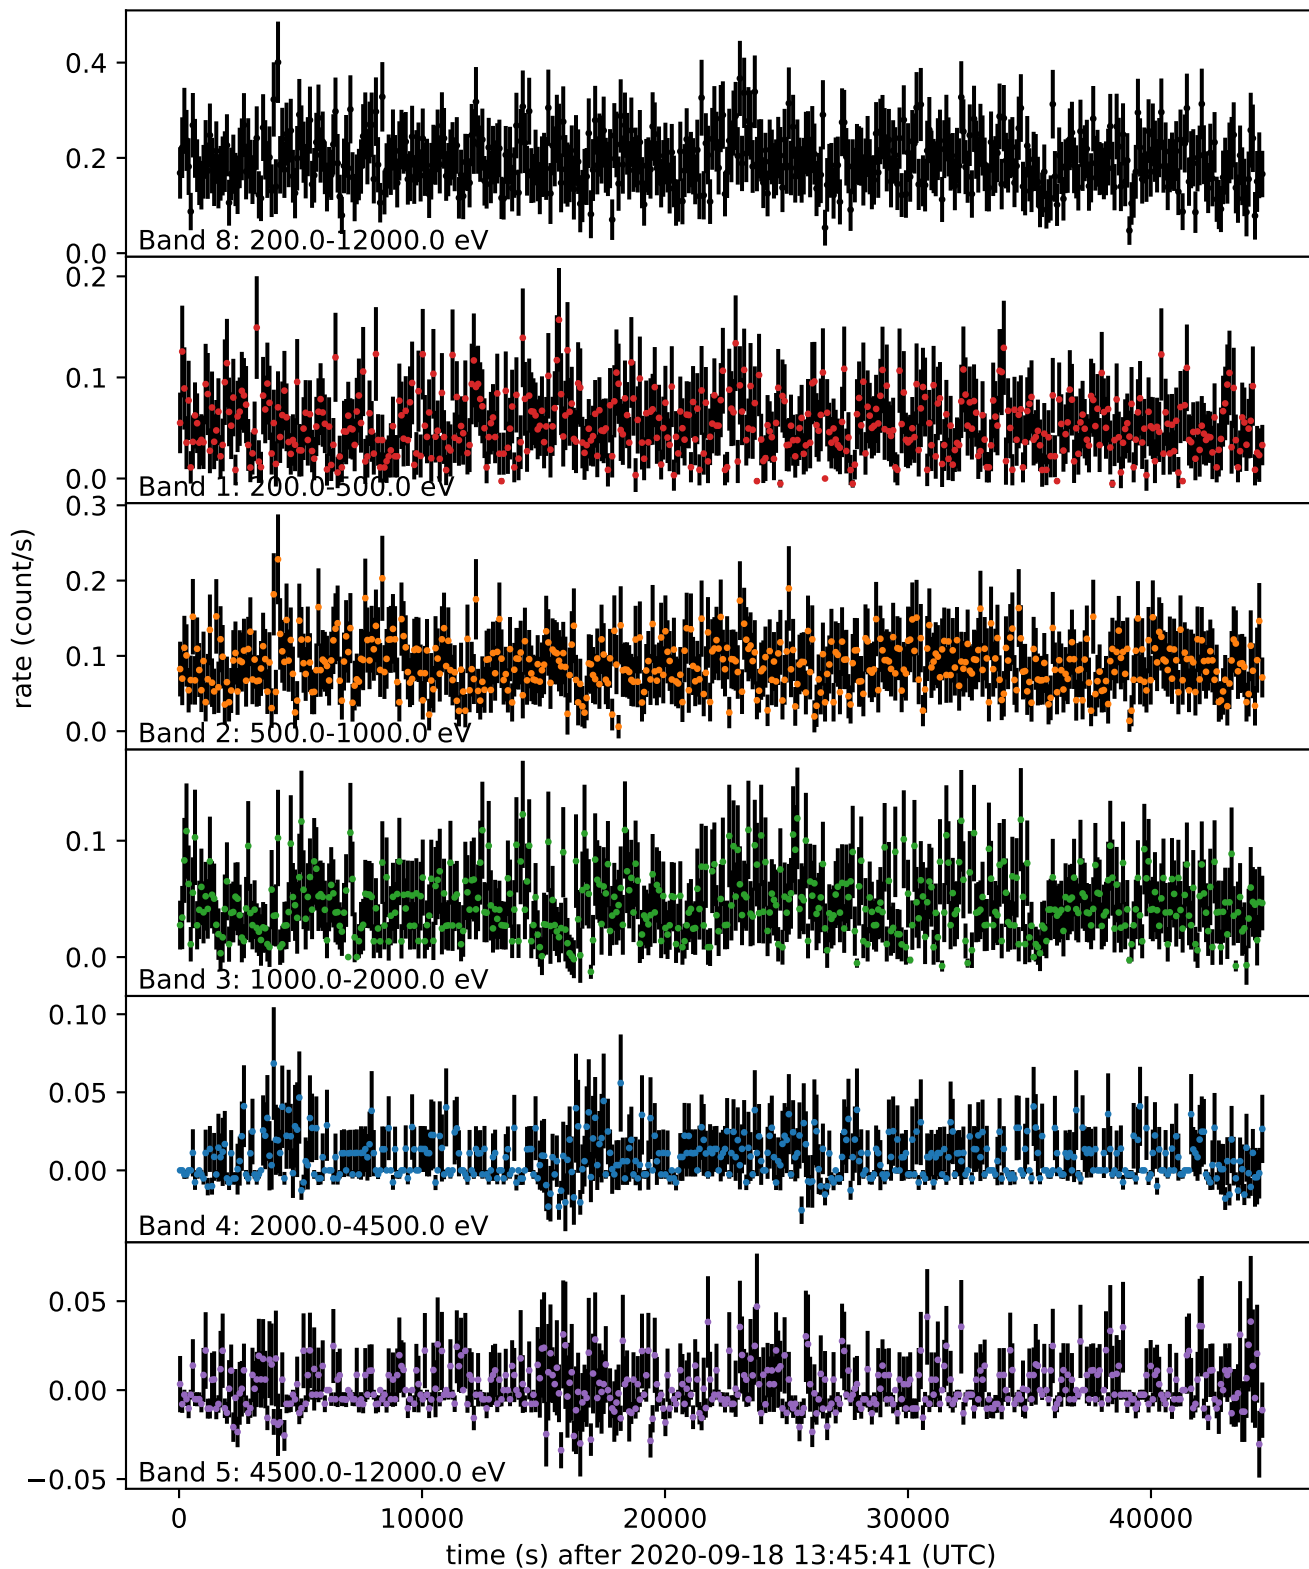 0.4
0.2
0.0
Band 8: 200.0-12000.0 eV
0.2
0.1
0.0
Band 1: 200.0-500.0 eV
0.3
0.2
0.1
0.0
Band 2: 500.0-1000.0 eV
rate (count/s)
0.1
0.0
Band 3: 1000.0-2000.0 eV
0.10
0.05
0.00
Band 4: 2000.0-4500.0 eV
0.05
0.00
−0.05
Band 5: 4500.0-12000.0 eV
0 10000 20000 30000 40000
time (s) after 2020-09-18 13:45:41 (UTC)